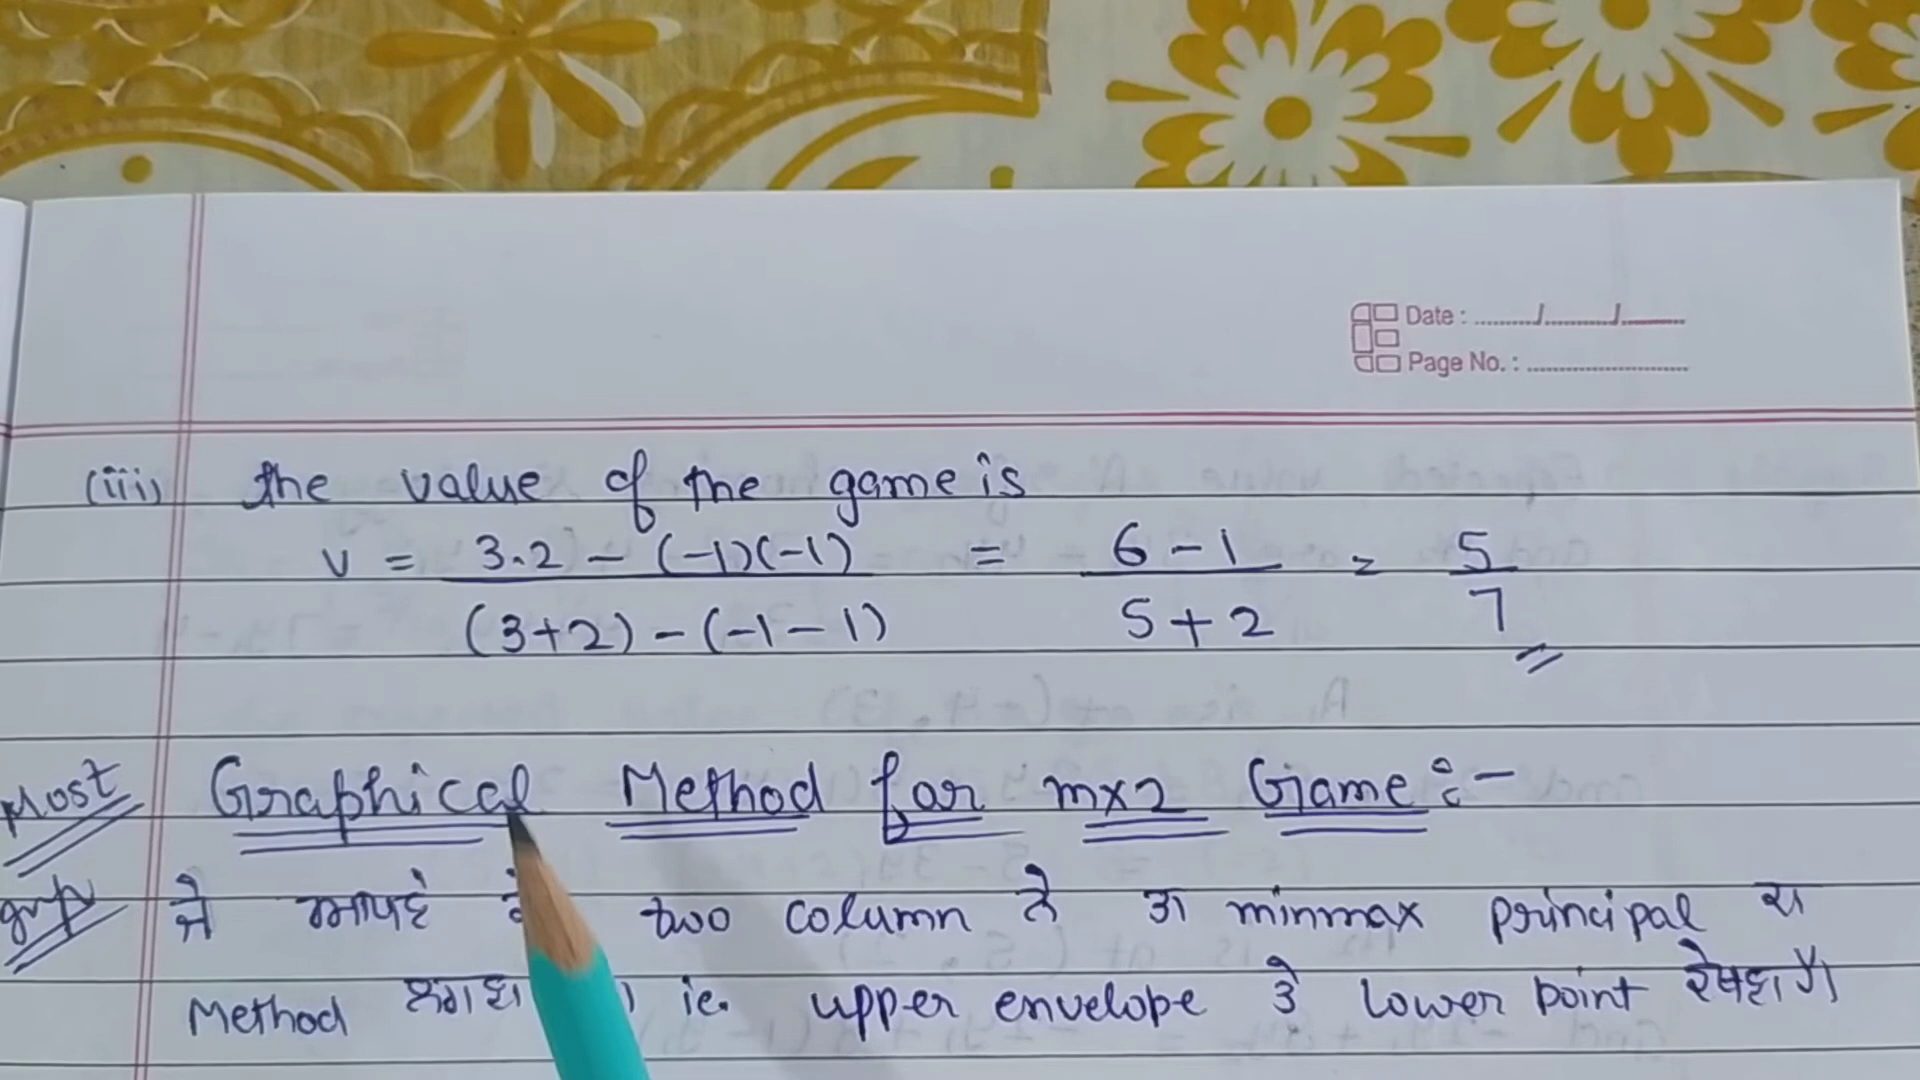 Date : ......../......../........
Page No. : ........................
(iii) the value of the game is
v = 3.2 - (-1)(-1) / (3+2) - (-1-1) = 6 - 1 / 5 + 2 = 5 / 7
Most Graphical Method for mx2 Game :-
two column minmax principal या
Method ie. upper envelope lower point